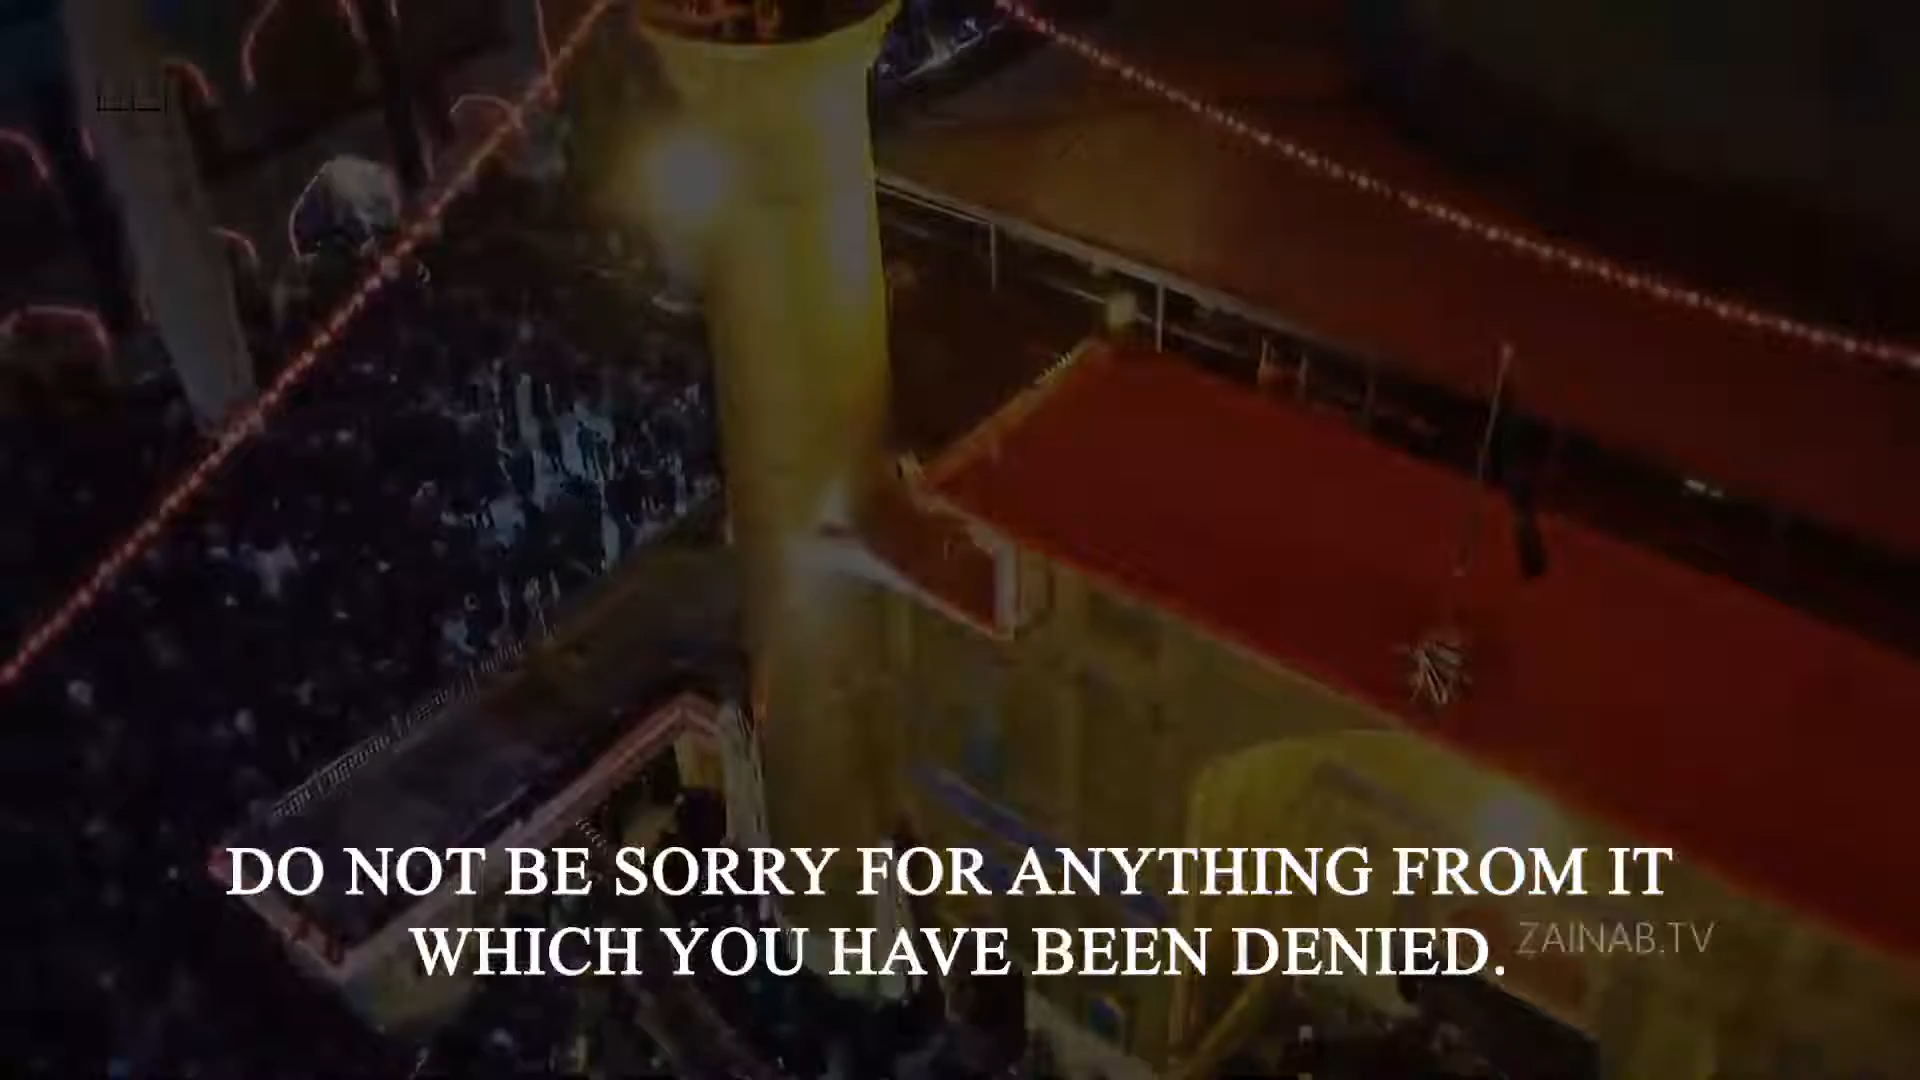 DO NOT BE SORRY FOR ANYTHING FROM IT
WHICH YOU HAVE BEEN DENIED.
ZAINAB.TV